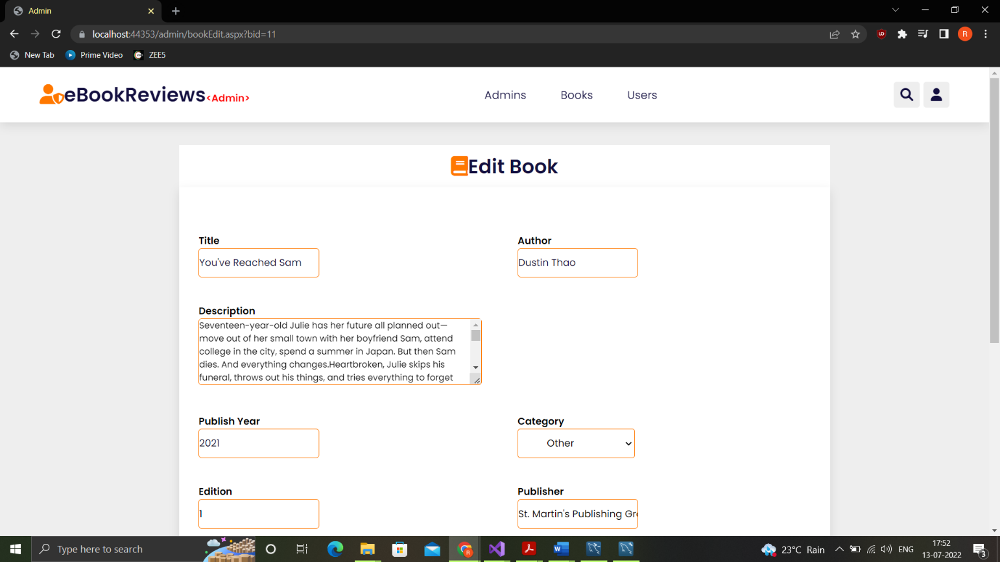 Admin
localhost:44353/admin/bookEdit.aspx?bid=11
R
New Tab
Prime Video
ZEE5
eBookReviews<Admin>
Admins
Books
Users
Edit Book
Title
Author
You've Reached Sam
Dustin Thao
Description
Seventeen-year-old Julie has her future all planned out—
move out of her small town with her boyfriend Sam, attend
college in the city, spend a summer in Japan. But then Sam
dies. And everything changes.Heartbroken, Julie skips his
funeral, throws out his things, and tries everything to forget
Publish Year
Category
2021
Other
Edition
Publisher
1
St. Martin's Publishing Gr
Type here to search
23°C Rain
ENG
17:52
13-07-2022
3